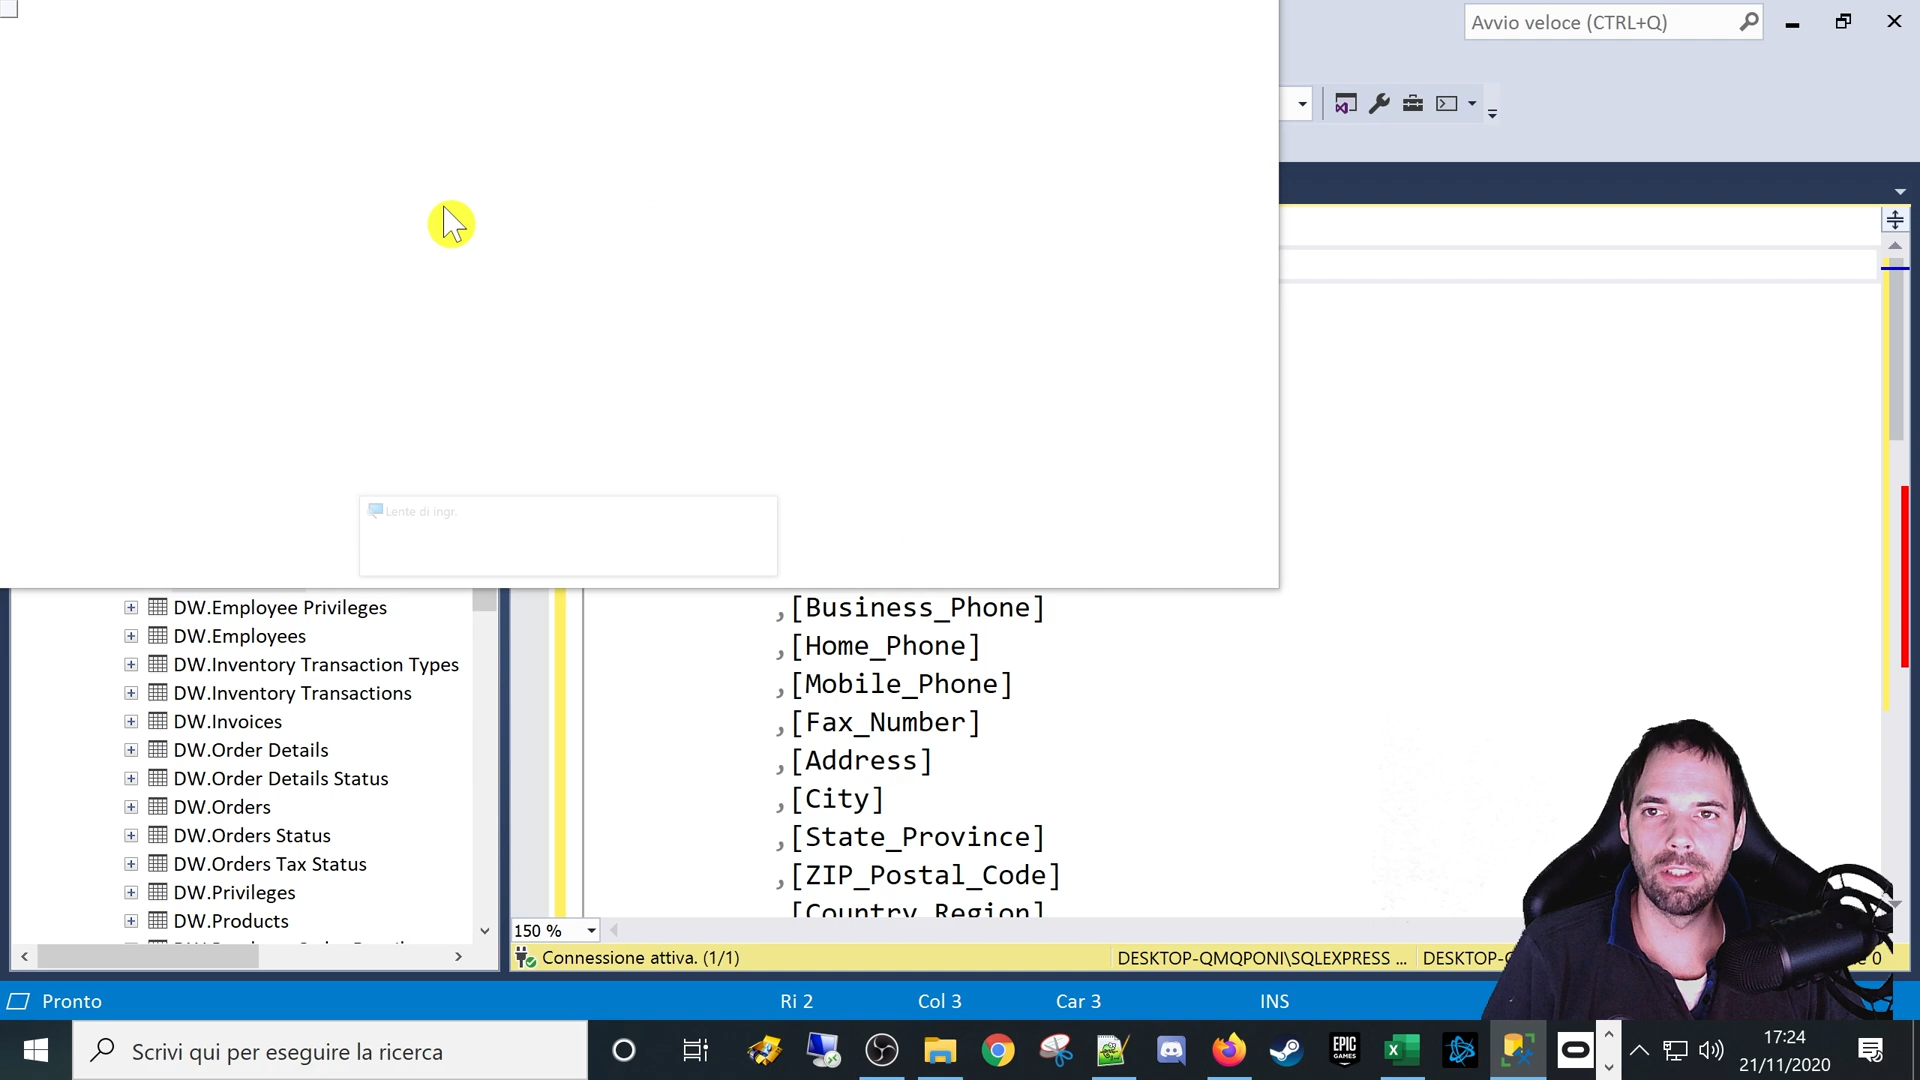 Avvio veloce (CTRL+Q)
Lente di ingr.
DW.Employee Privileges
DW.Employees
DW.Inventory Transaction Types
DW.Inventory Transactions
DW.Invoices
DW.Order Details
DW.Order Details Status
DW.Orders
DW.Orders Status
DW.Orders Tax Status
DW.Privileges
DW.Products
,[Business_Phone]
,[Home_Phone]
,[Mobile_Phone]
,[Fax_Number]
,[Address]
,[City]
,[State_Province]
,[ZIP_Postal_Code]
[Country_Region]
150 %
Connessione attiva. (1/1)
DESKTOP-QMQPONI\SQLEXPRESS ...
Pronto
Ri 2
Col 3
Car 3
INS
Scrivi qui per eseguire la ricerca
EPIC
GAMES
17:24
21/11/2020